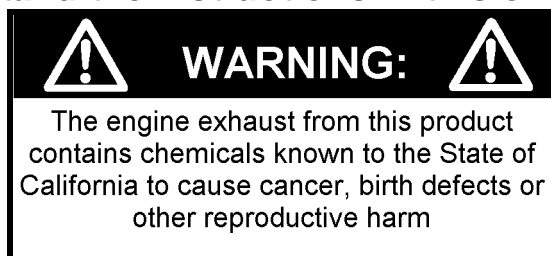 WARNING:
The engine exhaust from this product
contains chemicals known to the State of
California to cause cancer, birth defects or
other reproductive harm